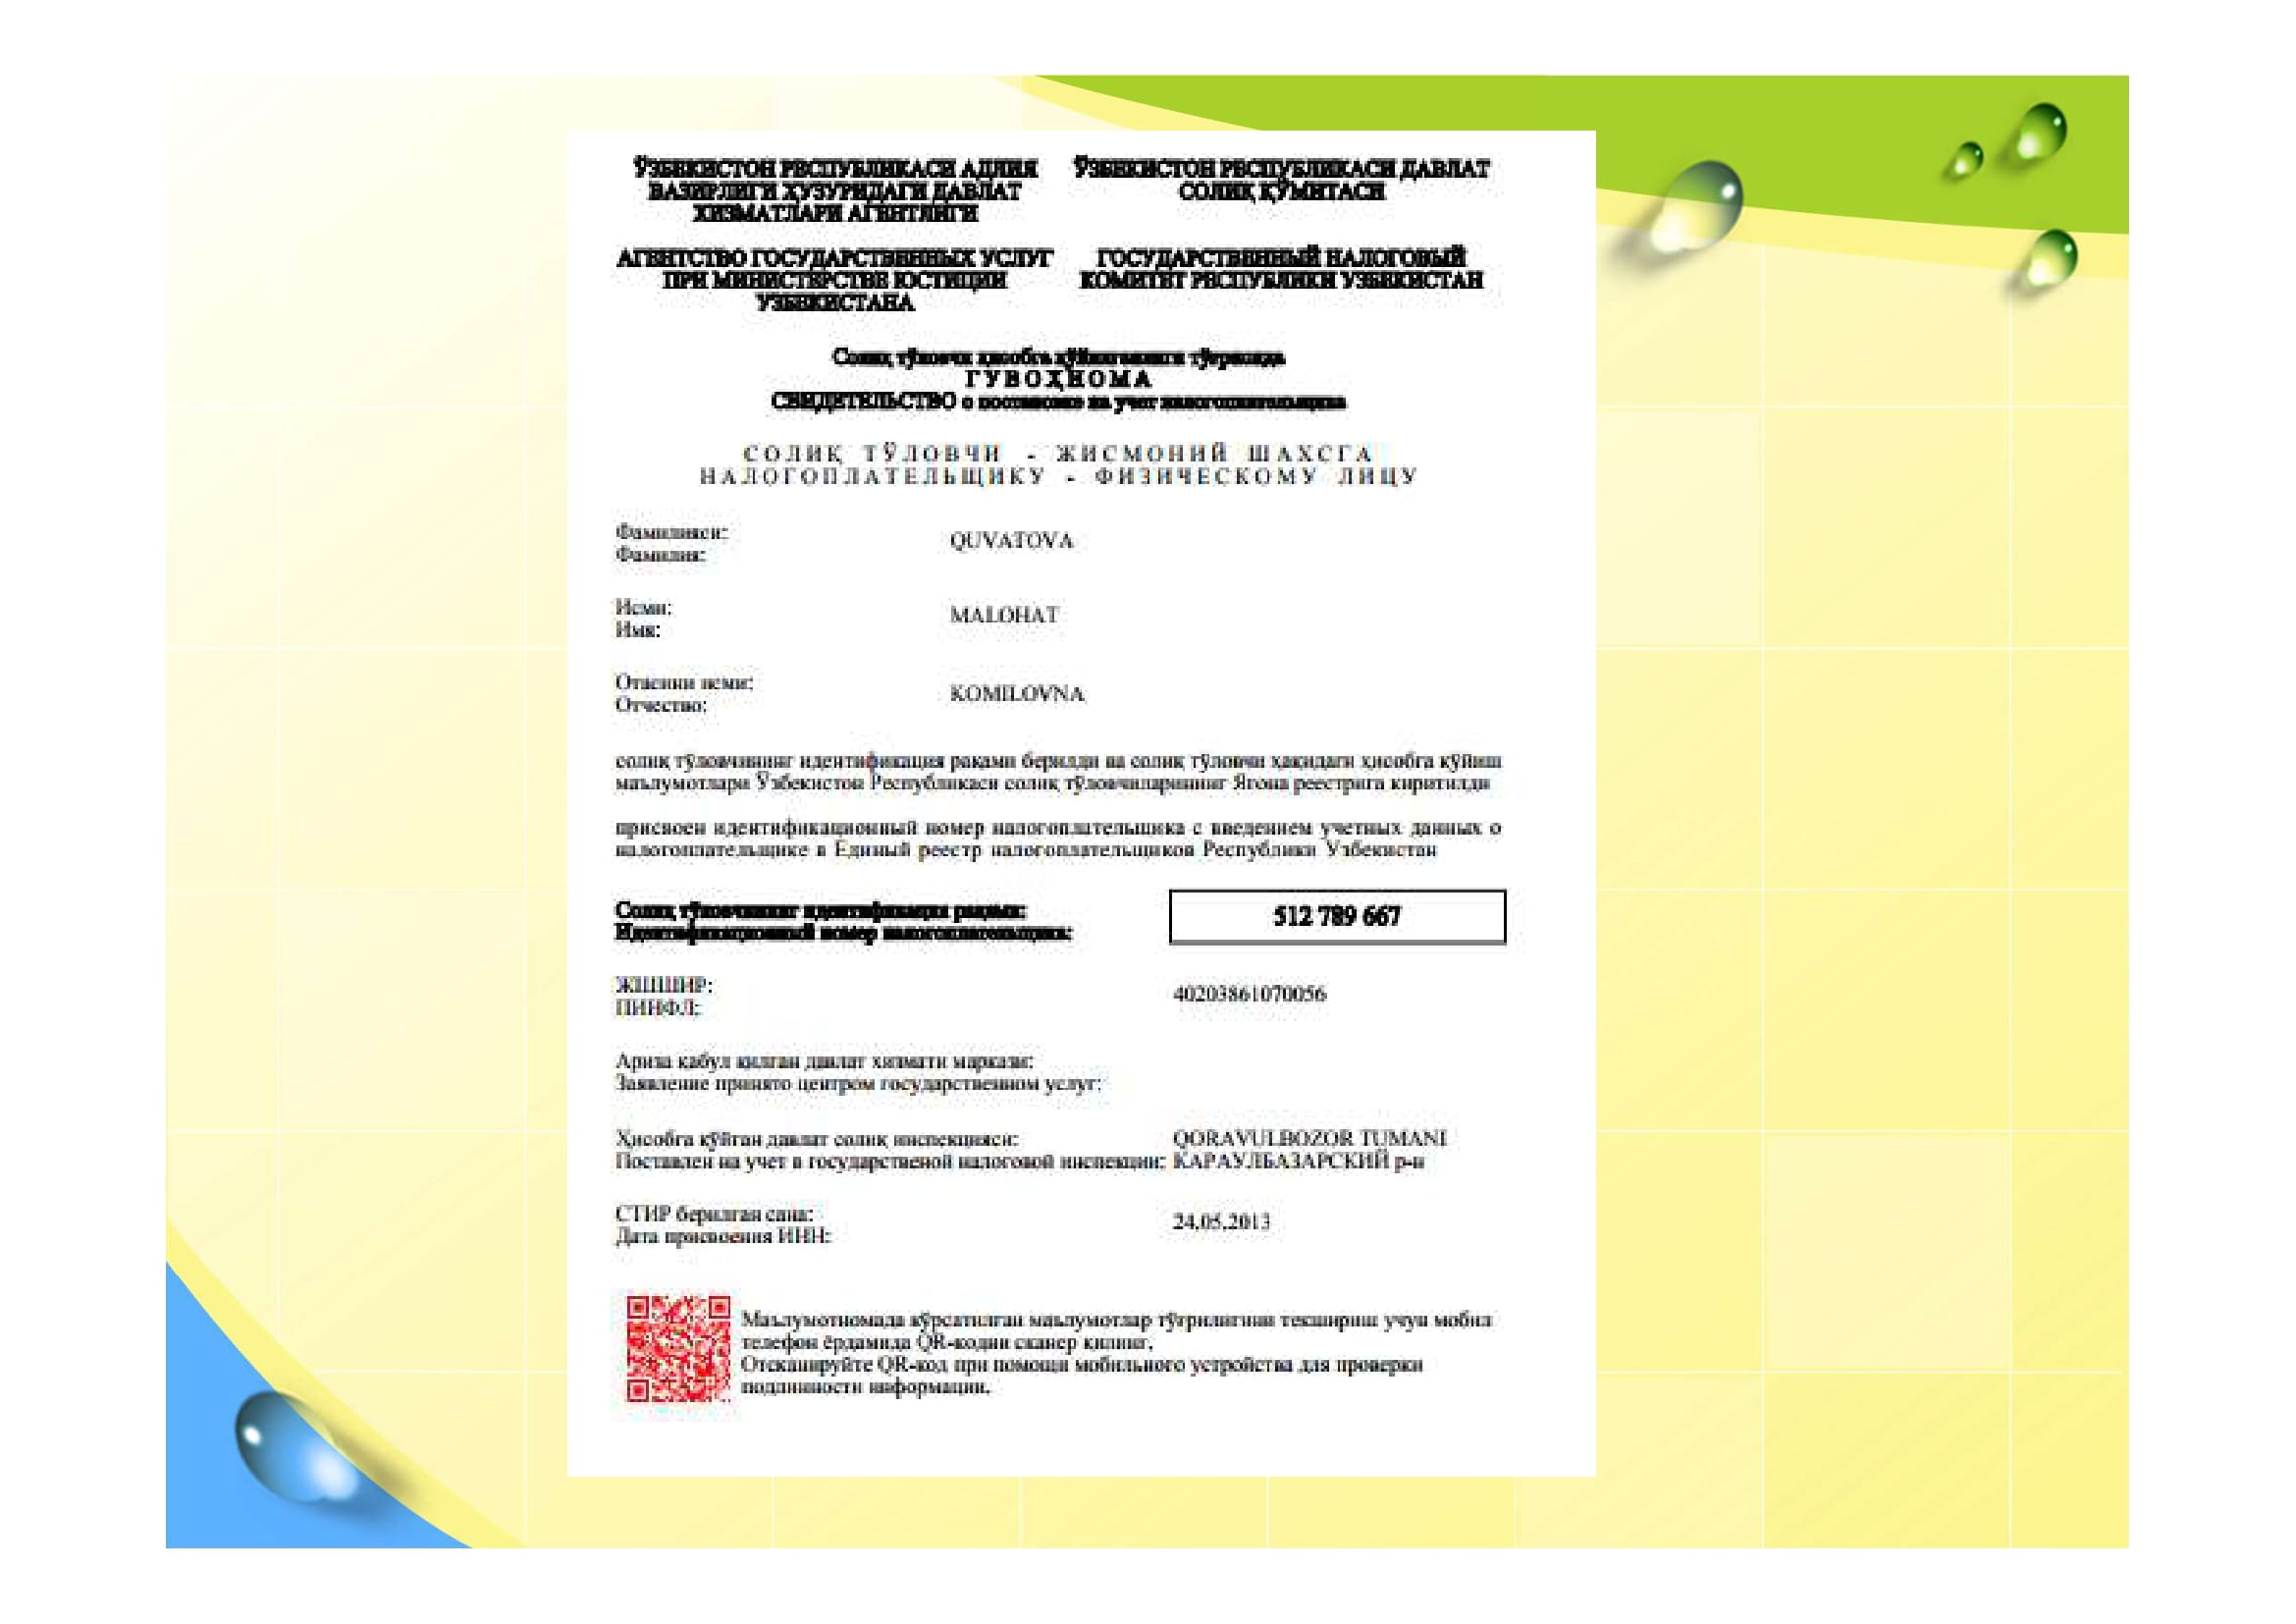 ЎЗБЕКИСТОН РЕСПУБЛИКАСИ АДЛИЯ
ВАЗИРЛИГИ ҲУЗУРИДАГИ ДАВЛАТ
ХИЗМАТЛАРИ АГЕНТЛИГИ
ЎЗБЕКИСТОН РЕСПУБЛИКАСИ ДАВЛАТ
СОЛИҚ ҚЎМИТАСИ
АГЕНТСТВО ГОСУДАРСТВЕННЫХ УСЛУГ
ПРИ МИНИСТЕРСТВЕ ЮСТИЦИИ
УЗБЕКИСТАНА
ГОСУДАРСТВЕННЫЙ НАЛОГОВЫЙ
КОМИТЕТ РЕСПУБЛИКИ УЗБЕКИСТАН
Солиқ тўловчи ҳисобга қўйилганлиги тўғрисида
ГУВОҲНОМА
СВИДЕТЕЛЬСТВО о постановке на учет налогоплательщика
СОЛИҚ ТЎЛОВЧИ - ЖИСМОНИЙ ШАХСГА
НАЛОГОПЛАТЕЛЬЩИКУ - ФИЗИЧЕСКОМУ ЛИЦУ
Фамилияси:
Фамилия:
QUVATOVA
Исми:
Имя:
MALOHAT
Отасини исми:
Отчество:
KOMILOVNA
солиқ тўловчининг идентификация рақами берилди ва солиқ тўловчи ҳақидаги ҳисобга қўйиш
маълумотлари Ўзбекистон Республикаси солиқ тўловчиларининг Ягона реестрига киритилди
присвоен идентификационный номер налогоплательщика с введением учетных данных о
налогоплательщике в Единый реестр налогоплательщиков Республики Узбекистан
Солиқ тўловчининг идентификация рақами:
Идентификационный номер налогоплательщика:
512 789 667
ЖШШИР:
ПИНФЛ:
40203861070056
Ариза қабул қилган давлат хизмати маркази:
Заявление принято центром государственном услуг:
Ҳисобга қўйган давлат солиқ инспекцияси:
Поставлен на учет в государственой налоговой инспекции:
QORAVULBOZOR TUMANI
КАРАУЛБАЗАРСКИЙ р-н
СТИР берилган сана:
Дата присвоения ИНН:
24.05.2013
Маълумотномада кўрсатилган маълумотлар тўғрилигини текшириш учун мобил
телефон ёрдамида QR-кодни сканер қилинг.
Отсканируйте QR-код при помощи мобильного устройства для проверки
подлинности информации.